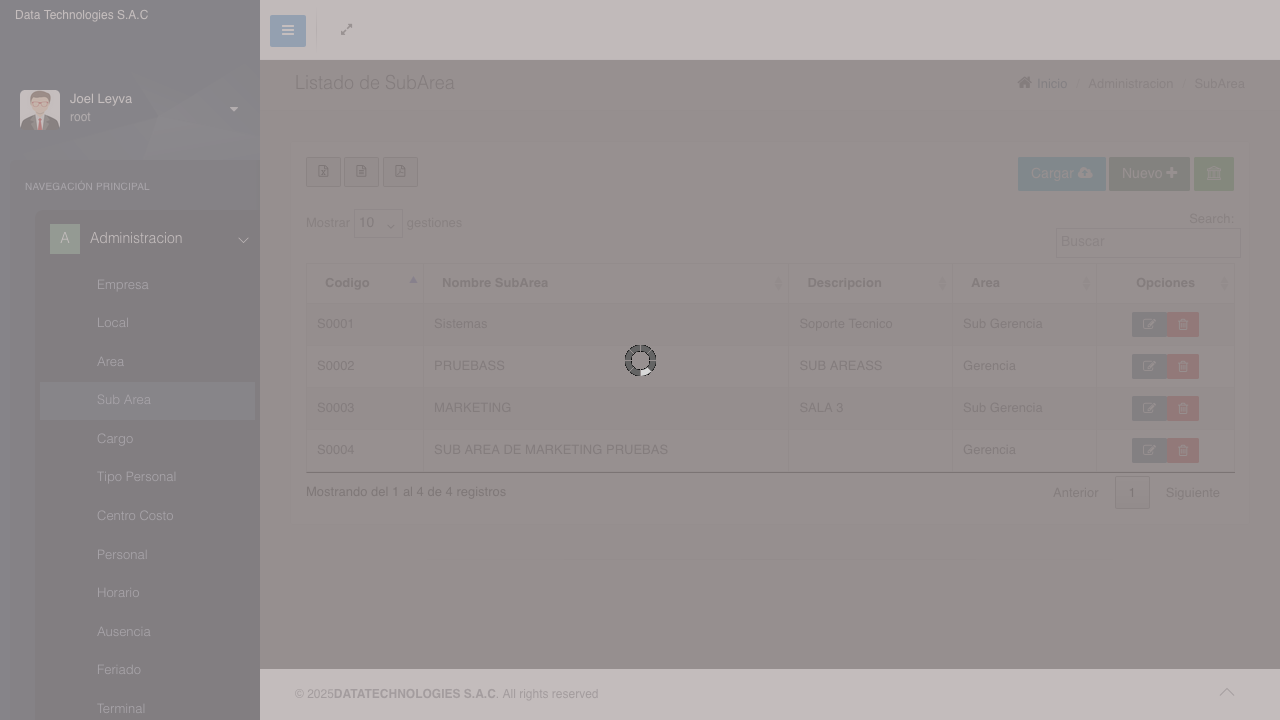 Data Technologies S.A.C
Joel Leyva
root
NAVEGACIÓN PRINCIPAL
A Administracion
Empresa
Local
Area
Sub Area
Cargo
Tipo Personal
Centro Costo
Personal
Horario
Ausencia
Feriado
Terminal
Listado de SubArea
Inicio / Administracion / SubArea
Cargar Nuevo
Mostrar 10 gestiones
Search:
Buscar
Codigo Nombre SubArea Descripcion Area Opciones
S0001 Sistemas Soporte Tecnico Sub Gerencia
S0002 PRUEBASS SUB AREASS Gerencia
S0003 MARKETING SALA 3 Sub Gerencia
S0004 SUB AREA DE MARKETING PRUEBAS Gerencia
Mostrando del 1 al 4 de 4 registros
Anterior 1 Siguiente
© 2025DATATECHNOLOGIES S.A.C. All rights reserved